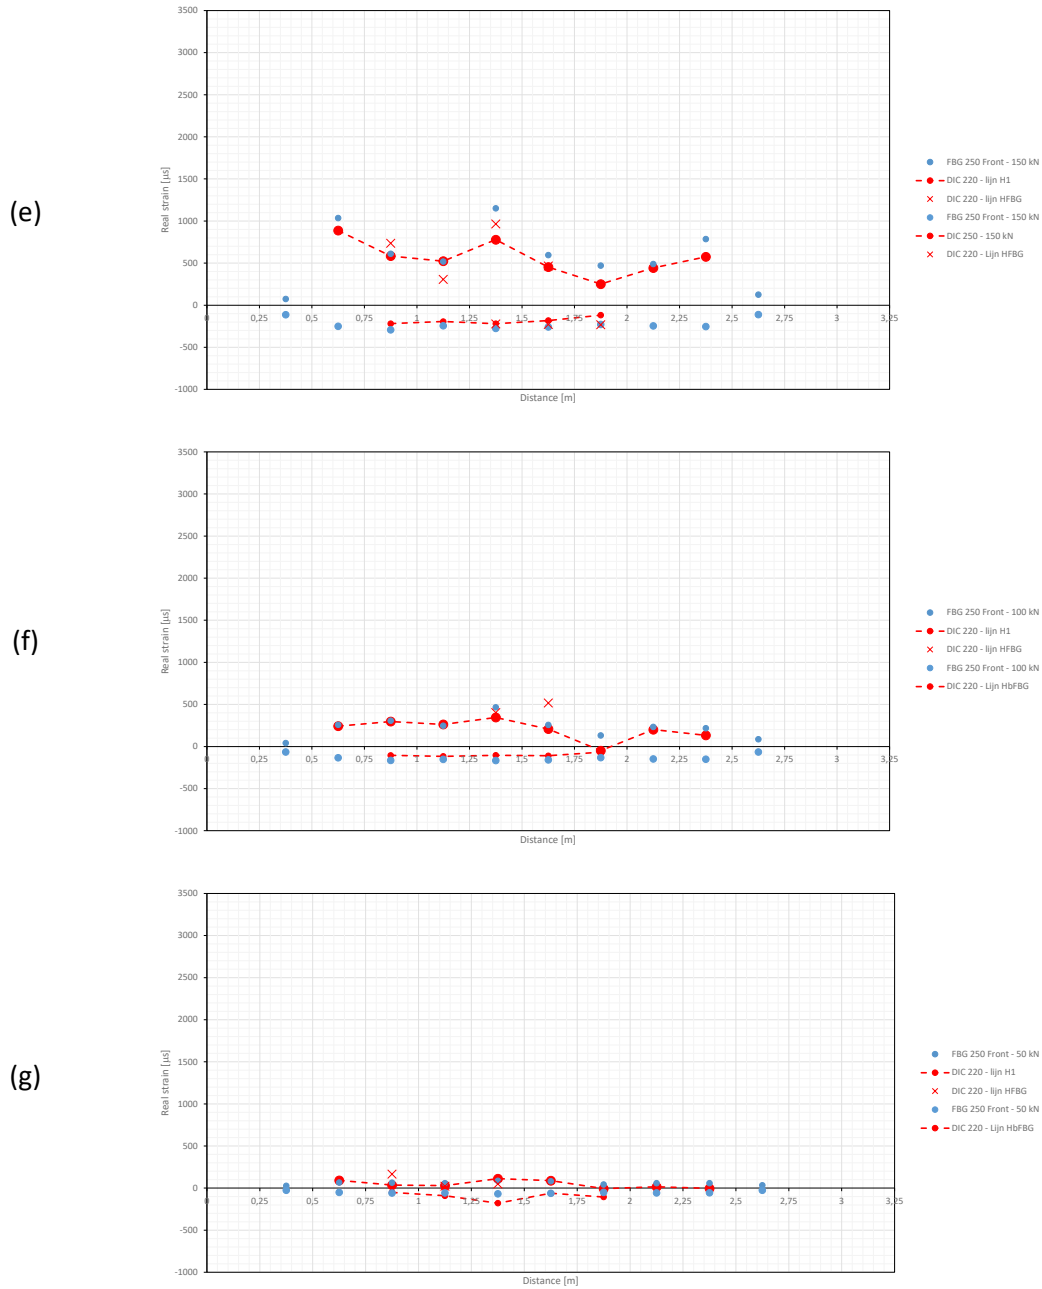 (e)
3500
3000
2500
2000
1500
1000
500
0
-500
-1000
Real strain [µs]
0 0,25 0,5 0,75 1 1,25 1,5 1,75 2 2,25 2,5 2,75 3 3,25
Distance [m]
FBG 250 Front - 150 kN
DIC 220 - lijn H1
DIC 220 - lijn HFBG
FBG 250 Front - 150 kN
DIC 250 - 150 kN
DIC 220 - Lijn HFBG
(f)
3500
3000
2500
2000
1500
1000
500
0
-500
-1000
Real strain [µs]
0 0,25 0,5 0,75 1 1,25 1,5 1,75 2 2,25 2,5 2,75 3 3,25
Distance [m]
FBG 250 Front - 100 kN
DIC 220 - lijn H1
DIC 220 - lijn HFBG
FBG 250 Front - 100 kN
DIC 220 - Lijn HbFBG
(g)
3500
3000
2500
2000
1500
1000
500
0
-500
-1000
Real strain [µs]
0 0,25 0,5 0,75 1 1,25 1,5 1,75 2 2,25 2,5 2,75 3 3,25
Distance [m]
FBG 250 Front - 50 kN
DIC 220 - lijn H1
DIC 220 - lijn HFBG
FBG 250 Front - 50 kN
DIC 220 - Lijn HbFBG